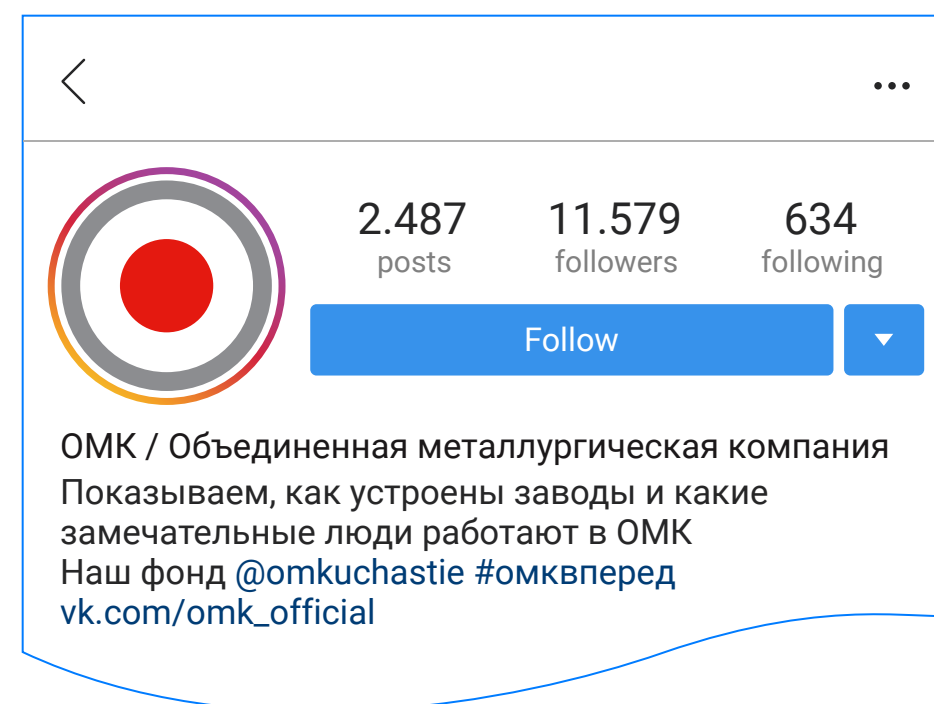 2.487 11.579 634
posts followers following
Follow
ОМК / Объединенная металлургическая компания
Показываем, как устроены заводы и какие
замечательные люди работают в ОМК
Наш фонд @omkuchastie #омквперед
vk.com/omk_official